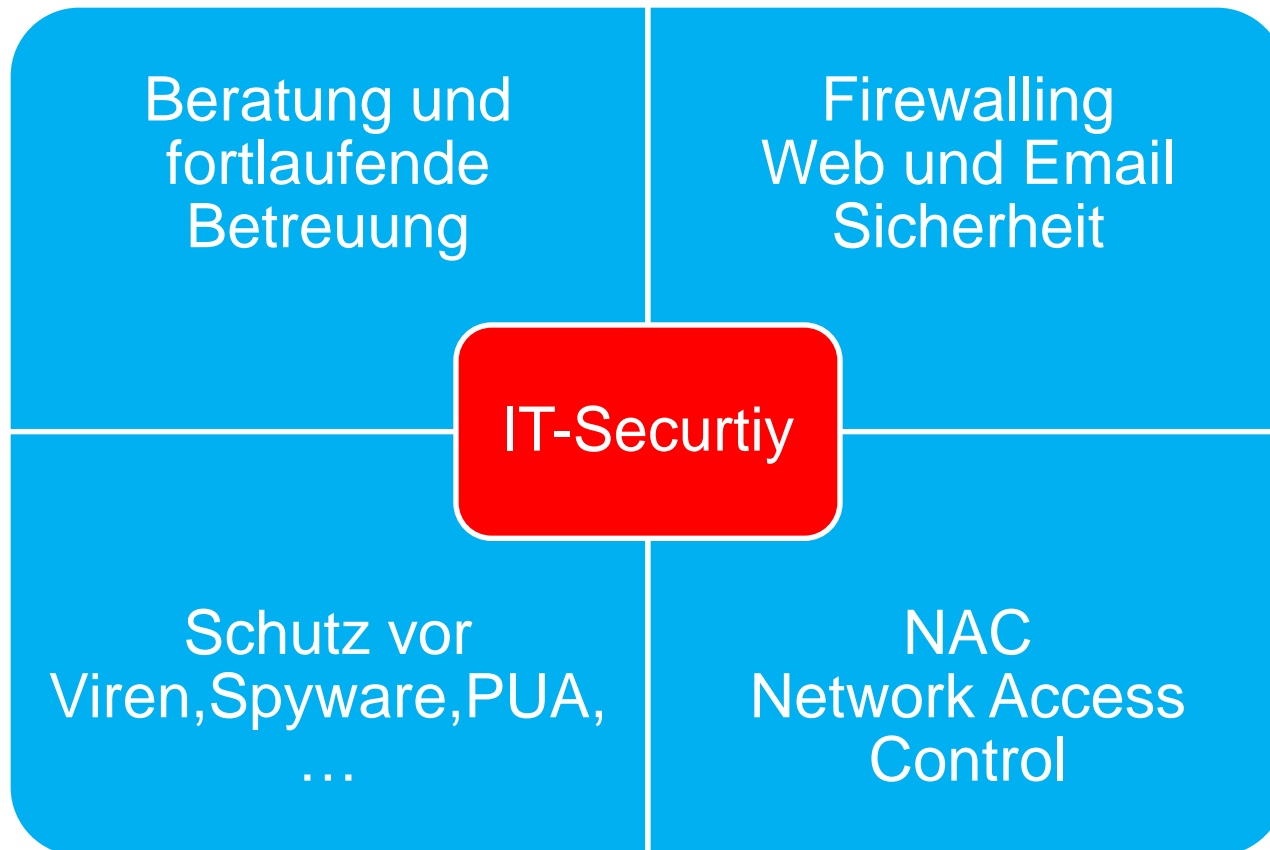 Beratung und
fortlaufende
Betreuung
Firewalling
Web und Email
Sicherheit
IT-Securtiy
Schutz vor
Viren,Spyware,PUA,
…
NAC
Network Access
Control